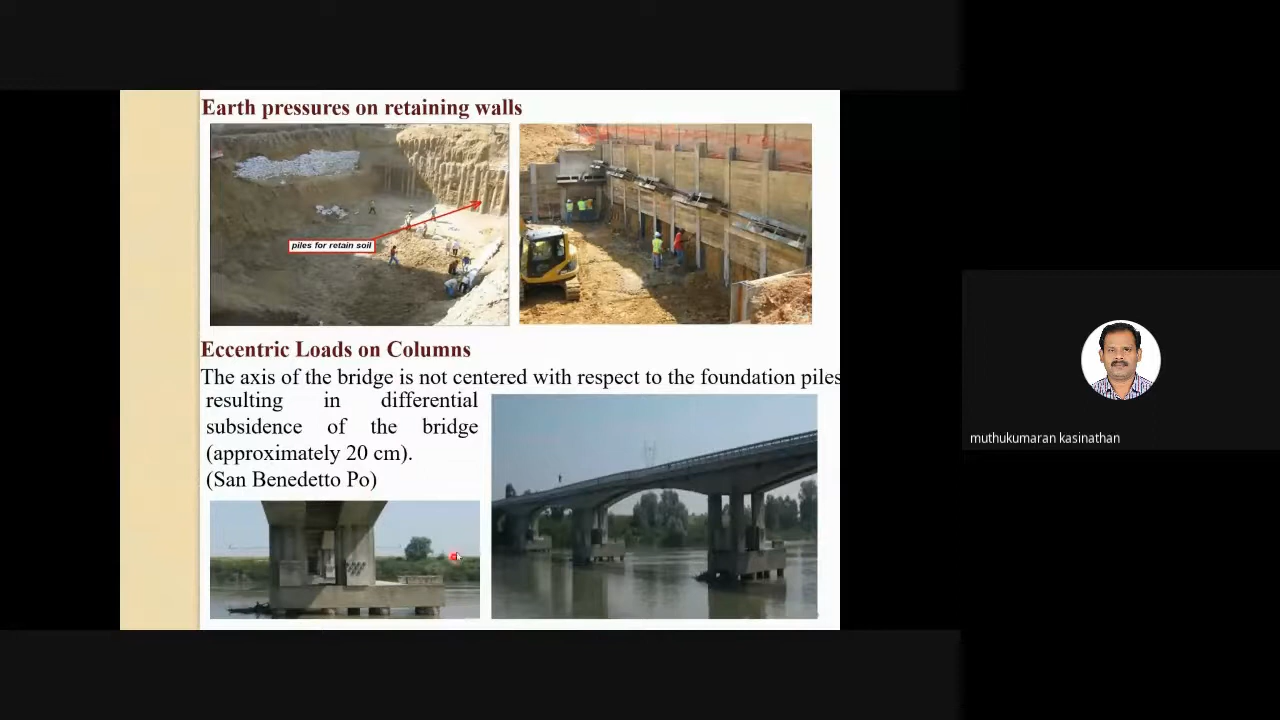 Earth pressures on retaining walls
piles for retain soil
Eccentric Loads on Columns
The axis of the bridge is not centered with respect to the foundation piles
resulting in differential
subsidence of the bridge
(approximately 20 cm).
(San Benedetto Po)
muthukumaran kasinathan